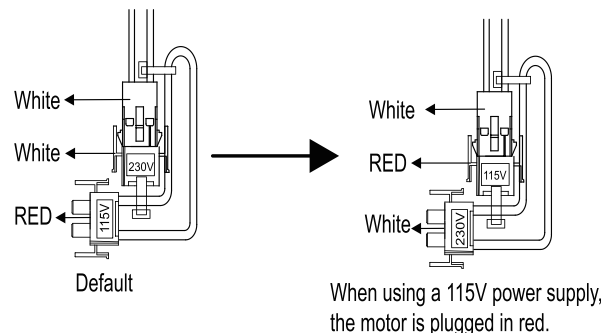 White
White
230V
RED
115V
Default
White
RED
115V
White
230V
When using a 115V power supply,
the motor is plugged in red.